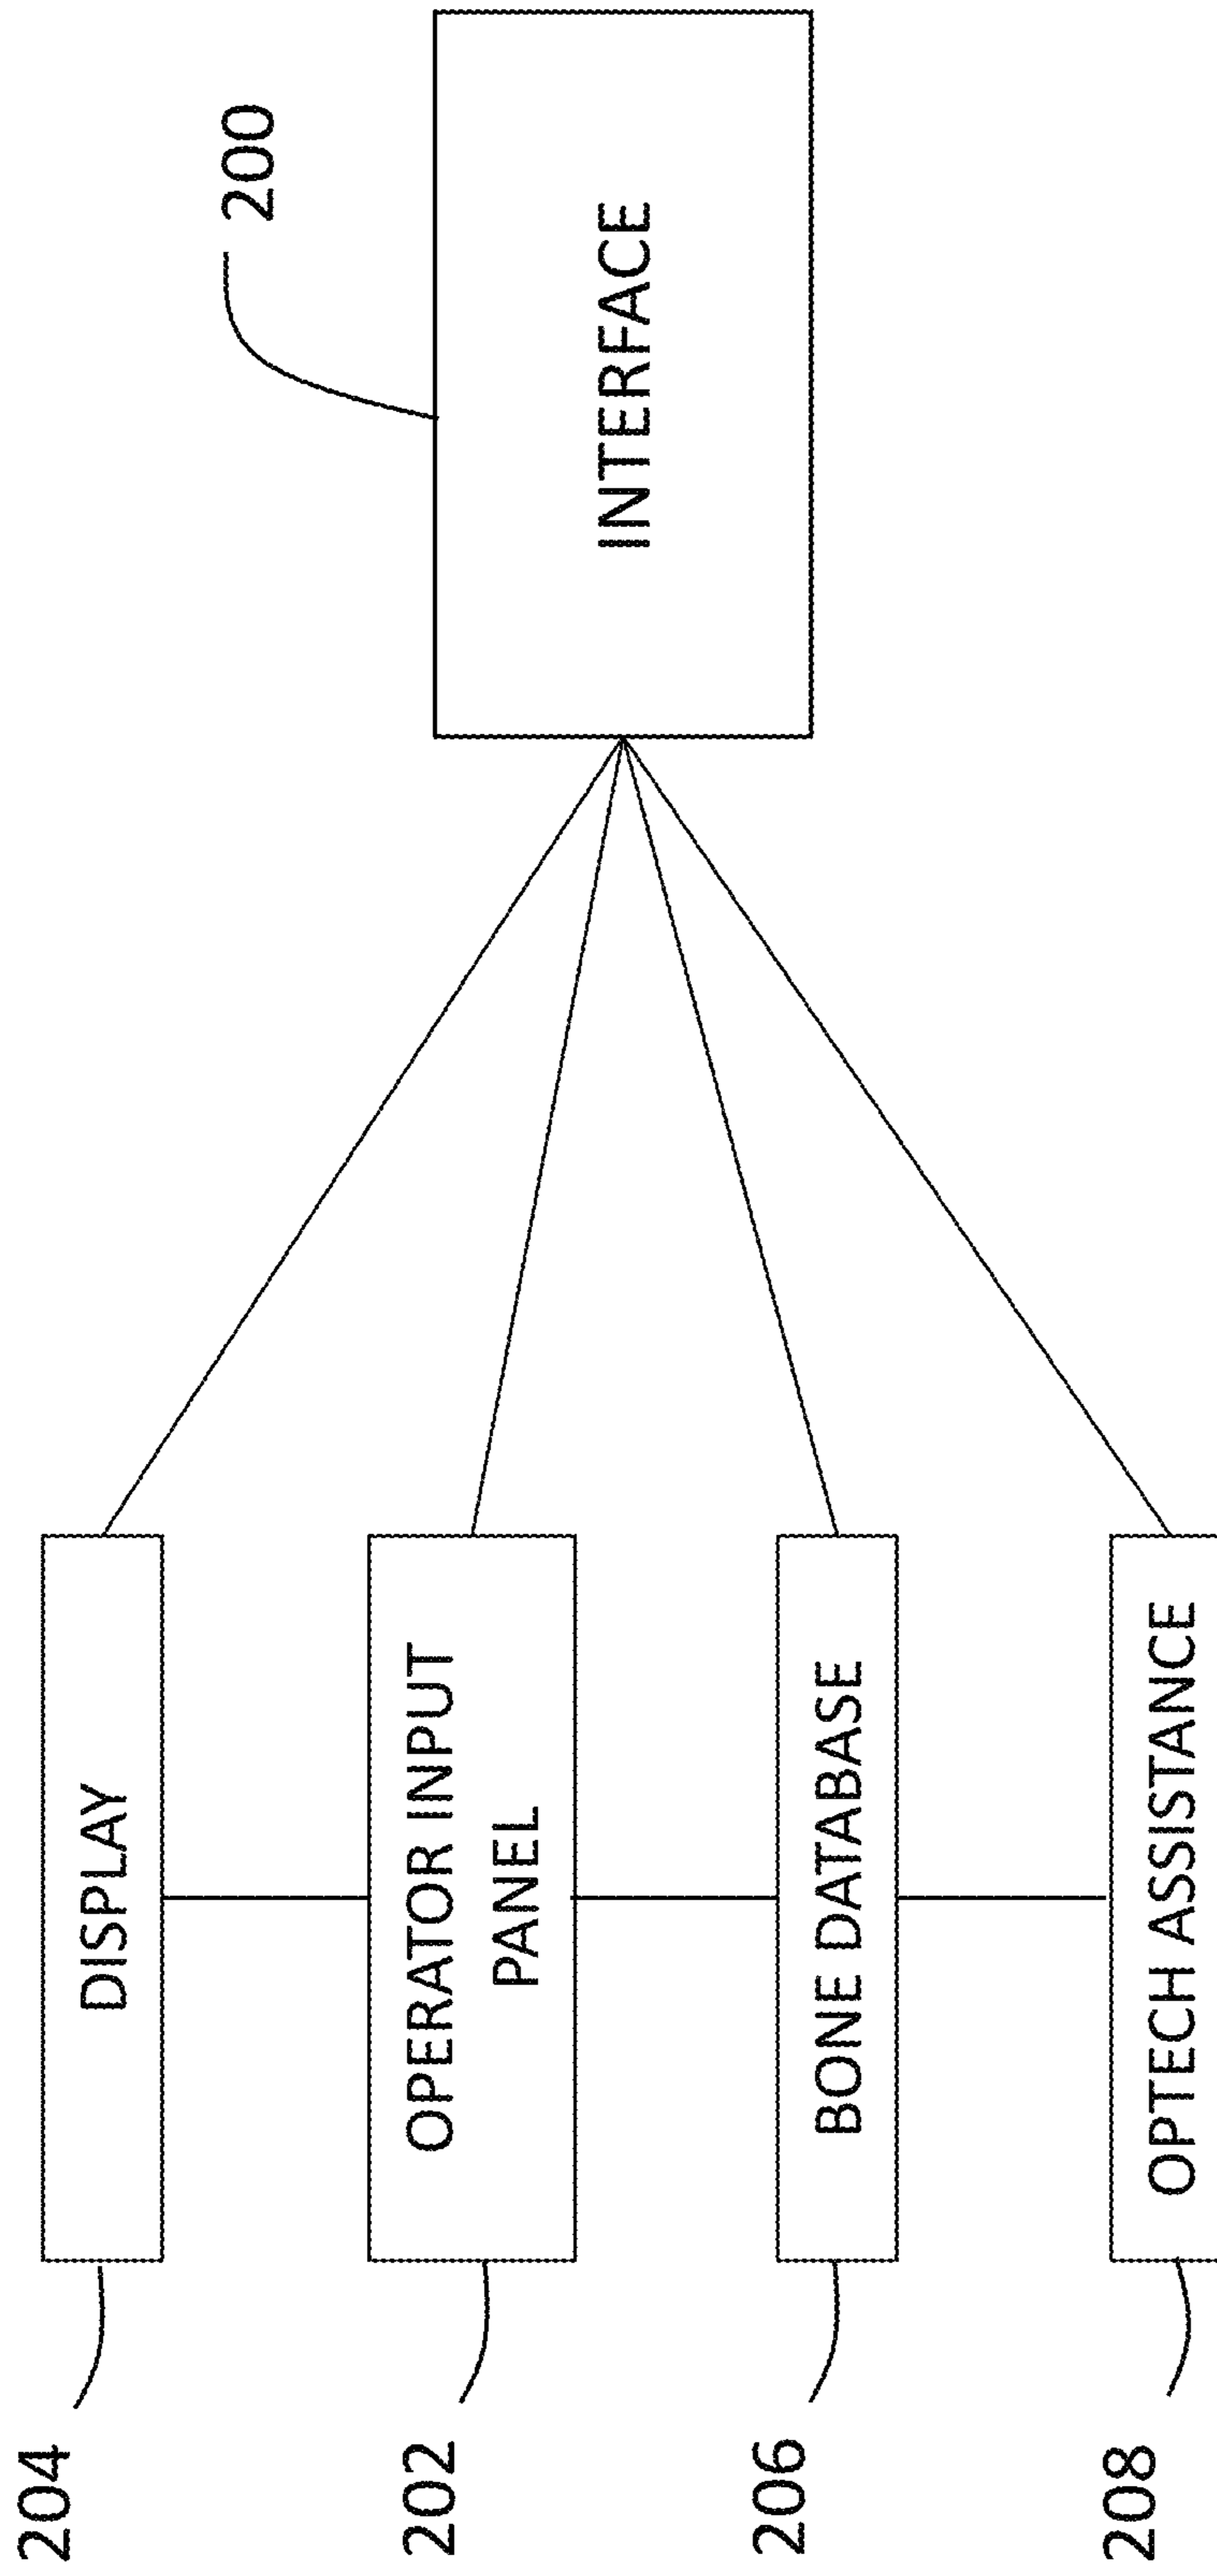 200
INTERFACE
204
DISPLAY
202
OPERATOR INPUT
PANEL
206
BONE DATABASE
208
OPTECH ASSISTANCE